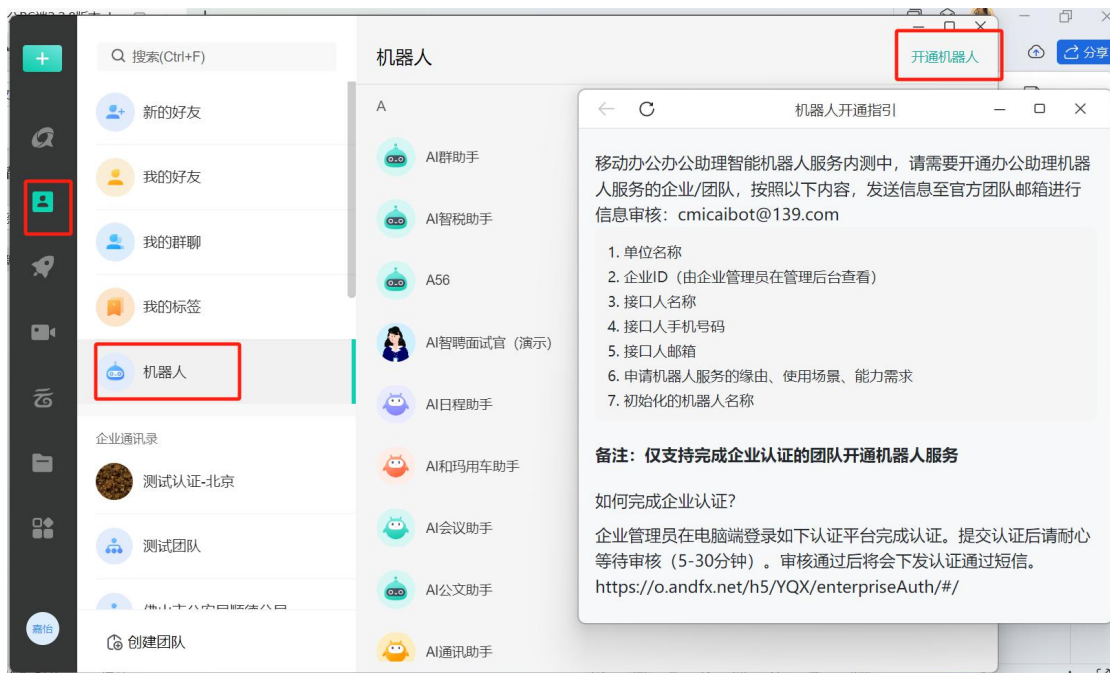 搜索(Ctrl+F)
新的好友
我的好友
我的群聊
我的标签
机器人
企业通讯录
测试认证-北京
测试团队
创建团队
嘉怡
机器人
开通机器人
A
AI群助手
AI智税助手
A56
AI智聘面试官（演示）
AI日程助手
AI和玛用车助手
AI会议助手
AI公文助手
AI通讯助手
分享
机器人开通指引
移动办公办公助理智能机器人服务内测中，请需要开通办公助理机器
人服务的企业/团队，按照以下内容，发送信息至官方团队邮箱进行
信息审核：cmicaibot@139.com
1. 单位名称
2. 企业ID（由企业管理员在管理后台查看）
3. 接口人名称
4. 接口人手机号码
5. 接口人邮箱
6. 申请机器人服务的缘由、使用场景、能力需求
7. 初始化的机器人名称
备注：仅支持完成企业认证的团队开通机器人服务
如何完成企业认证？
企业管理员在电脑端登录如下认证平台完成认证。提交认证后请耐心
等待审核（5-30分钟）。审核通过后将会下发认证通过短信。
https://o.andfx.net/h5/YQX/enterpriseAuth/#/